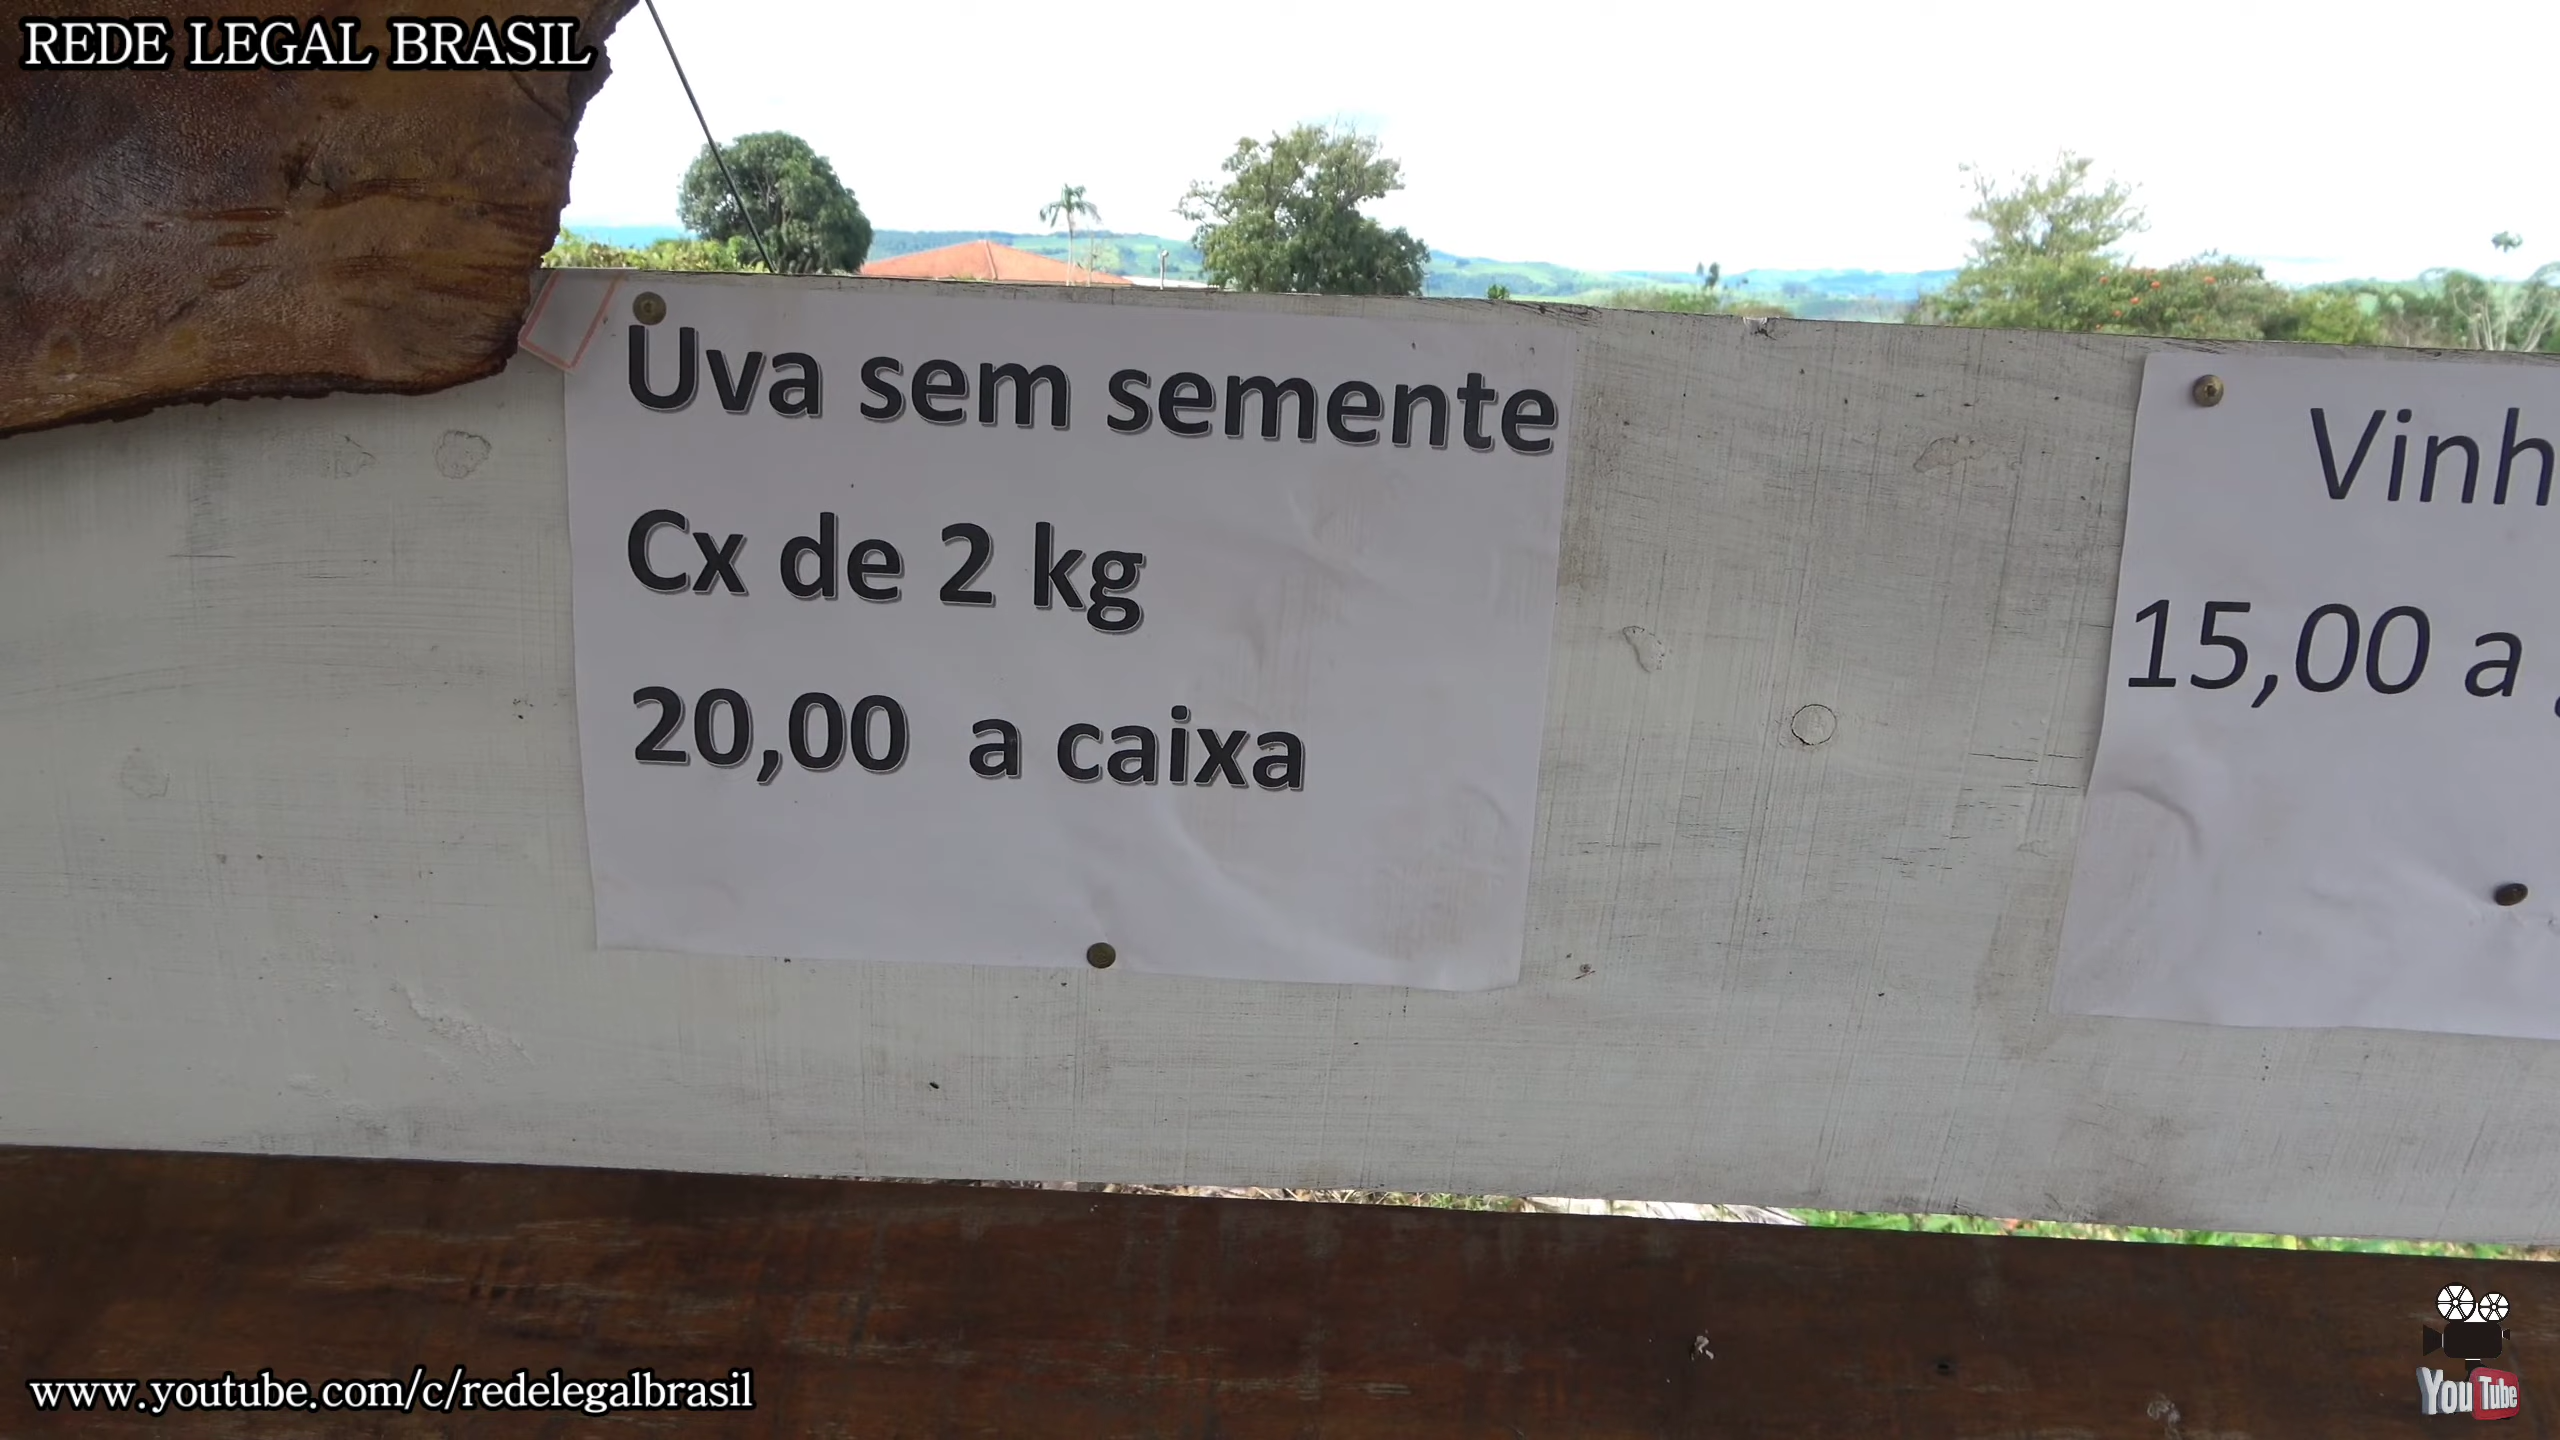 REDE LEGAL BRASIL
Uva sem semente
Cx de 2 kg
20,00 a caixa
15,00 a
www.youtube.com/c/redelegalbrasil
You Tube